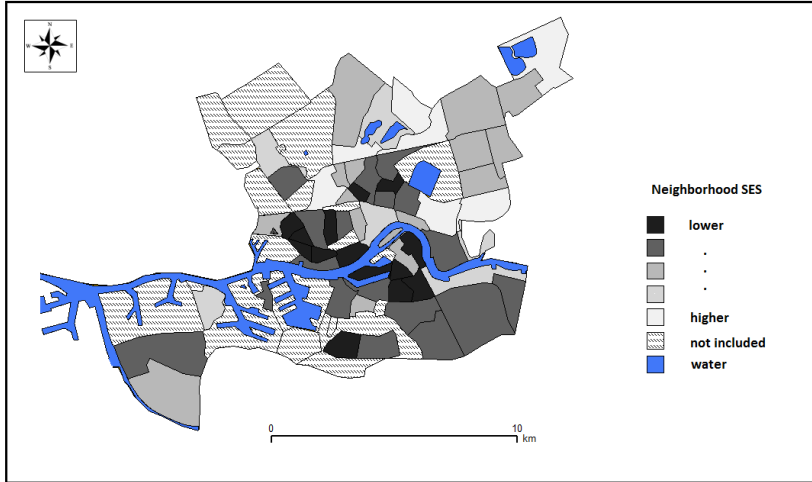 N
W
E
S
Neighborhood SES
lower
.
.
.
higher
not included
water
0
10
km